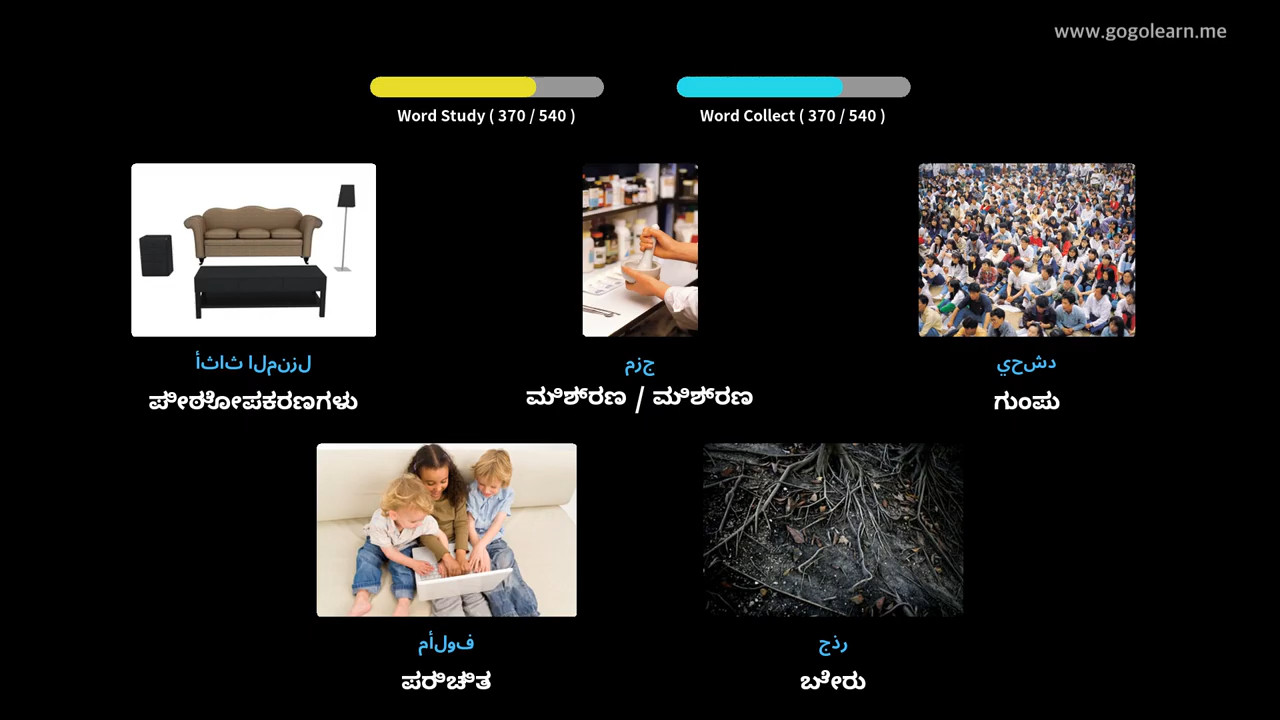 www.gogolearn.me
Word Study ( 370 / 540 )
Word Collect ( 370 / 540 )
أثاث المنزل
ಪೀಠೋಪಕರಣಗಳು
مزج
ಮಿಶ್ರಣ / ಮಿಶ್ರಣ
يحشد
ಗುಂಪು
مألوف
ಪರಿಚಿತ
جذر
ಬೇರು